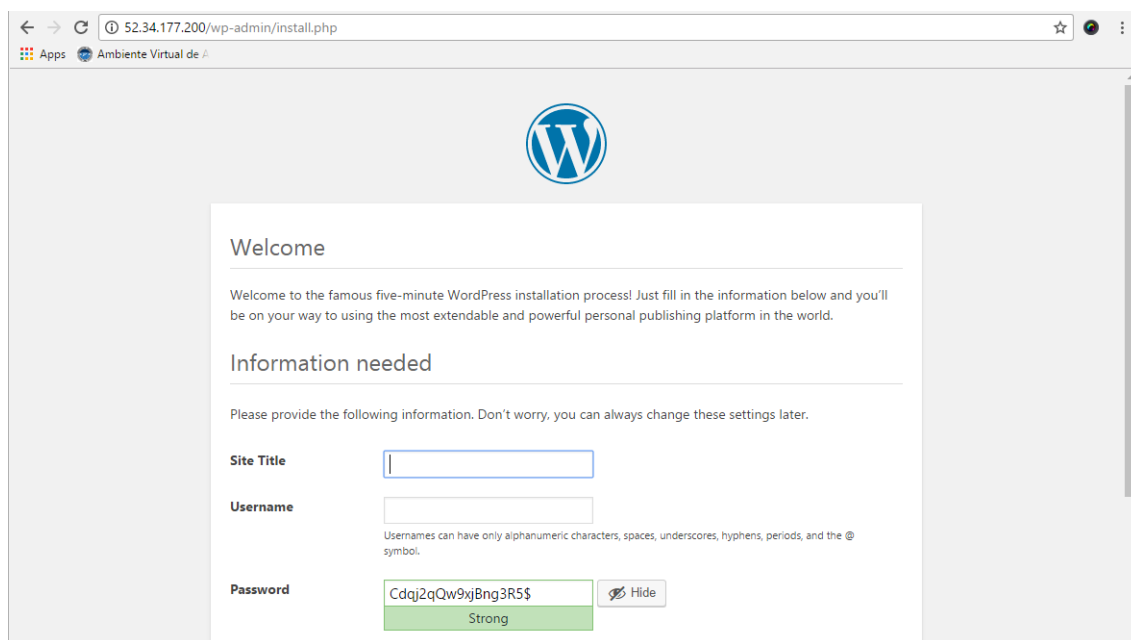 52.34.177.200/wp-admin/install.php
Apps Ambiente Virtual de A
Welcome
Welcome to the famous five-minute WordPress installation process! Just fill in the information below and you’ll
be on your way to using the most extendable and powerful personal publishing platform in the world.
Information needed
Please provide the following information. Don’t worry, you can always change these settings later.
Site Title
Username
Usernames can have only alphanumeric characters, spaces, underscores, hyphens, periods, and the @
symbol.
Password Cdqj2qQw9xjBng3R5$ Hide
Strong